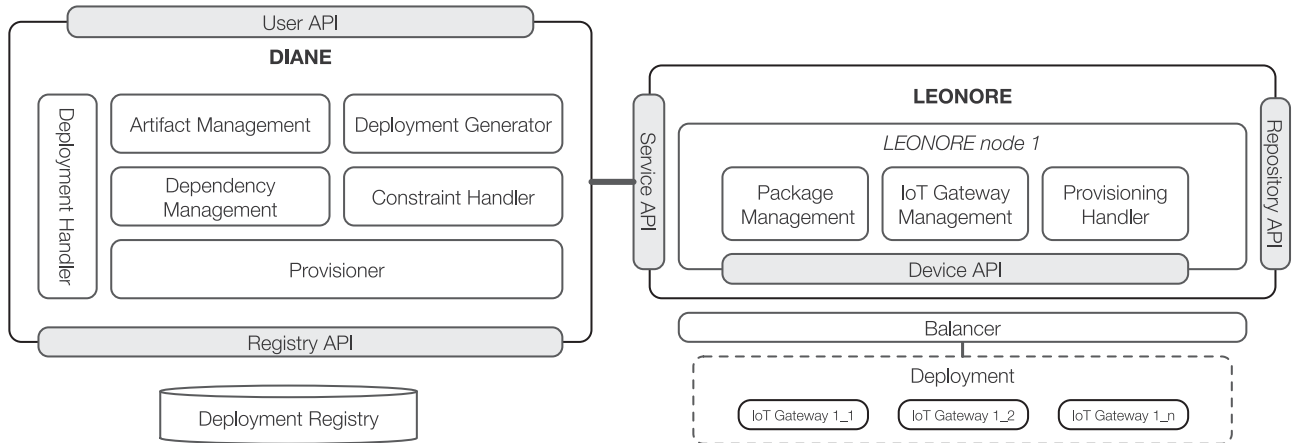 User API
DIANE
Deployment Handler
Artifact Management
Deployment Generator
Dependency
Management
Constraint Handler
Provisioner
Registry API
Deployment Registry
LEONORE
Service API
Repository API
LEONORE node 1
Package
Management
IoT Gateway
Management
Provisioning
Handler
Device API
Balancer
Deployment
IoT Gateway 1_1
IoT Gateway 1_2
IoT Gateway 1_n